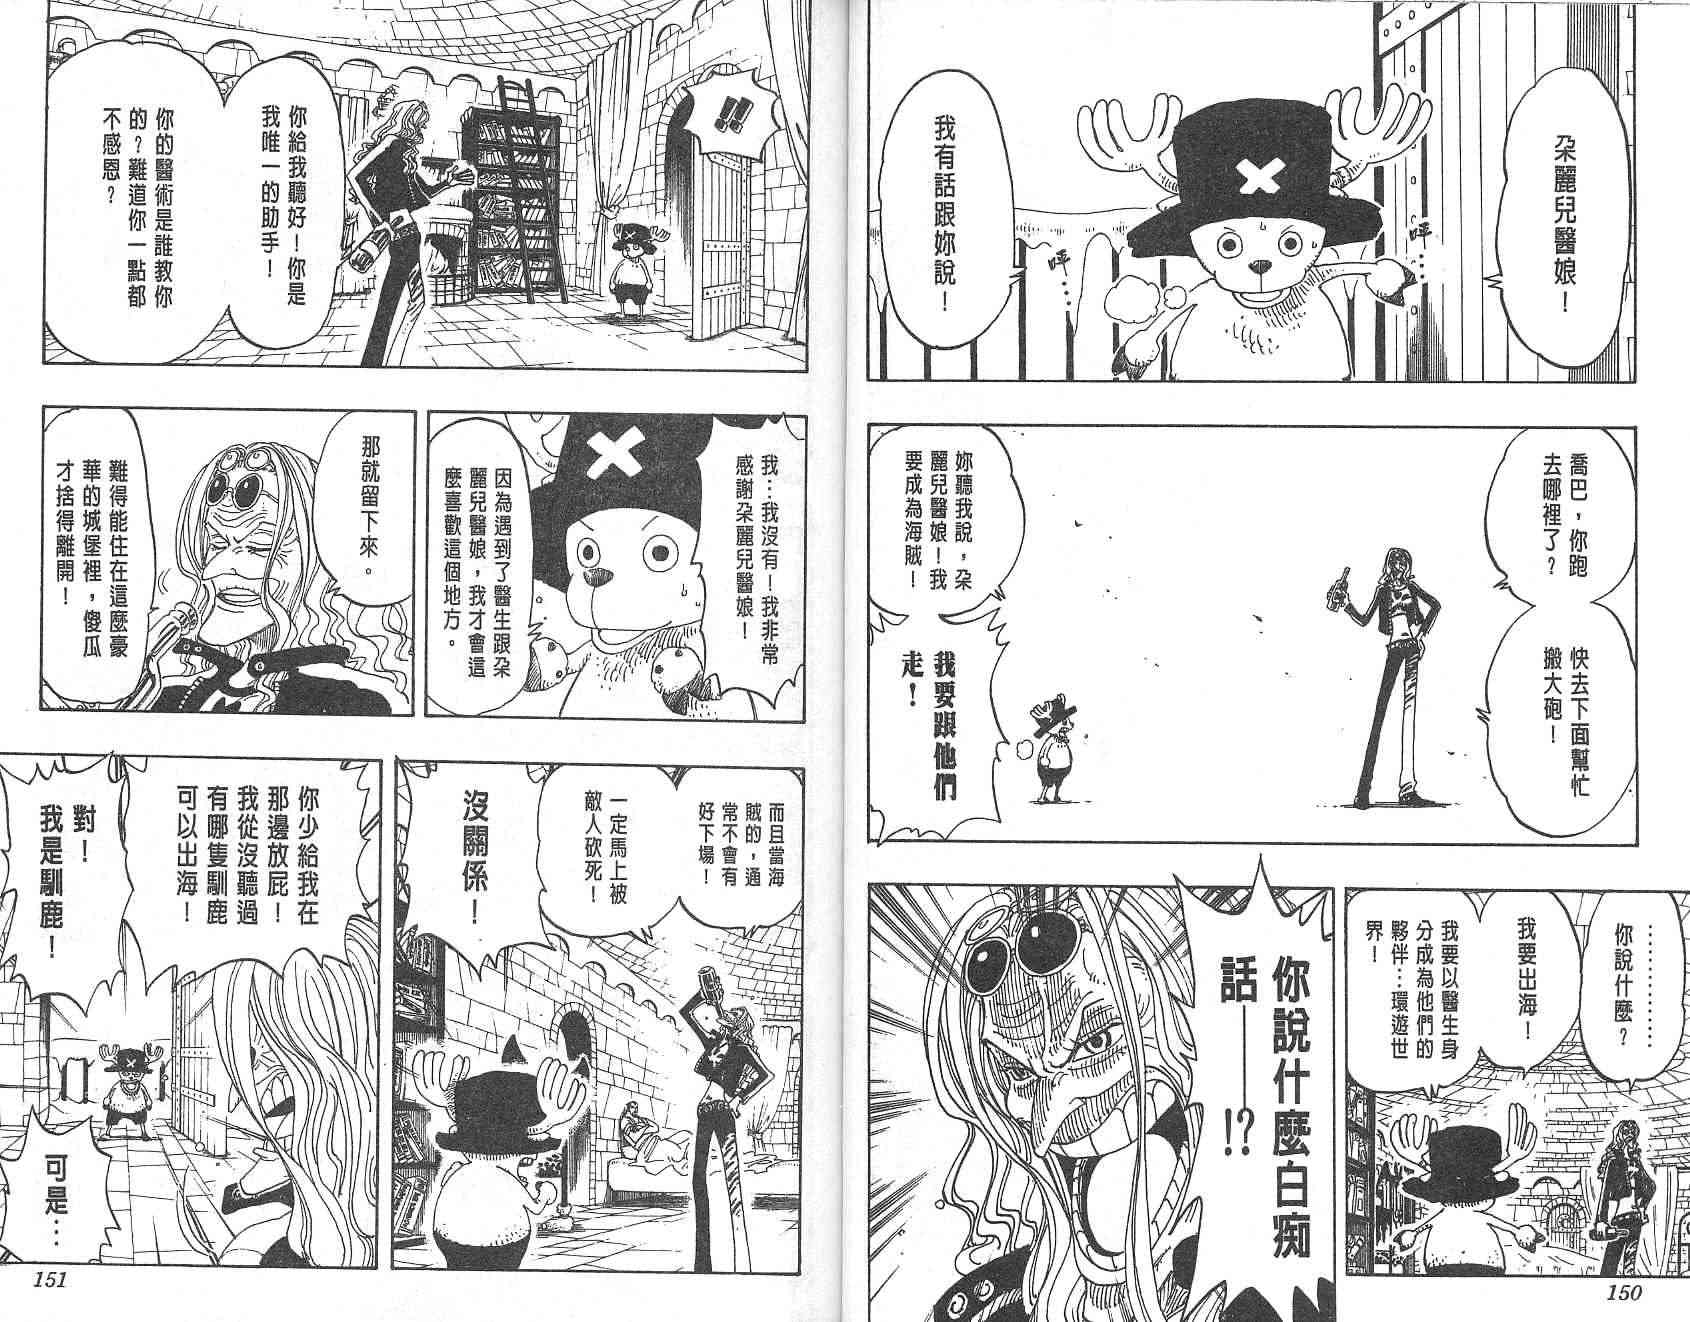 朵麗兒醫娘！
呯……
呯……
我有話跟妳說！
喬巴，你跑
去哪裡了？
快去下面幫忙
搬大砲！
妳聽我說，朵
麗兒醫娘！我
要成為海賊！
我要跟他們
走！
…………
你說什麼？
我要出海！
我要以醫生身
分成為他們的
夥伴…環遊世
界！
你說什麼白痴
話——!?
150
!!
你給我聽好！你是
我唯一的助手！
你的醫術是誰教你
的？難道你一點都
不感恩？
我…我沒有！我非常
感謝朵麗兒醫娘！
因為遇到了醫生跟朵
麗兒醫娘，我才會這
麼喜歡這個地方。
那就留下來。
難得能住在這麼豪
華的城堡裡，傻瓜
才捨得離開！
而且當海
賊的，通
常不會有
好下場！
一定馬上被
敵人砍死！
沒關係！
你少給我在
那邊放屁！
我從沒聽過
有哪隻馴鹿
可以出海！
對！
我是馴鹿！
可是…
151